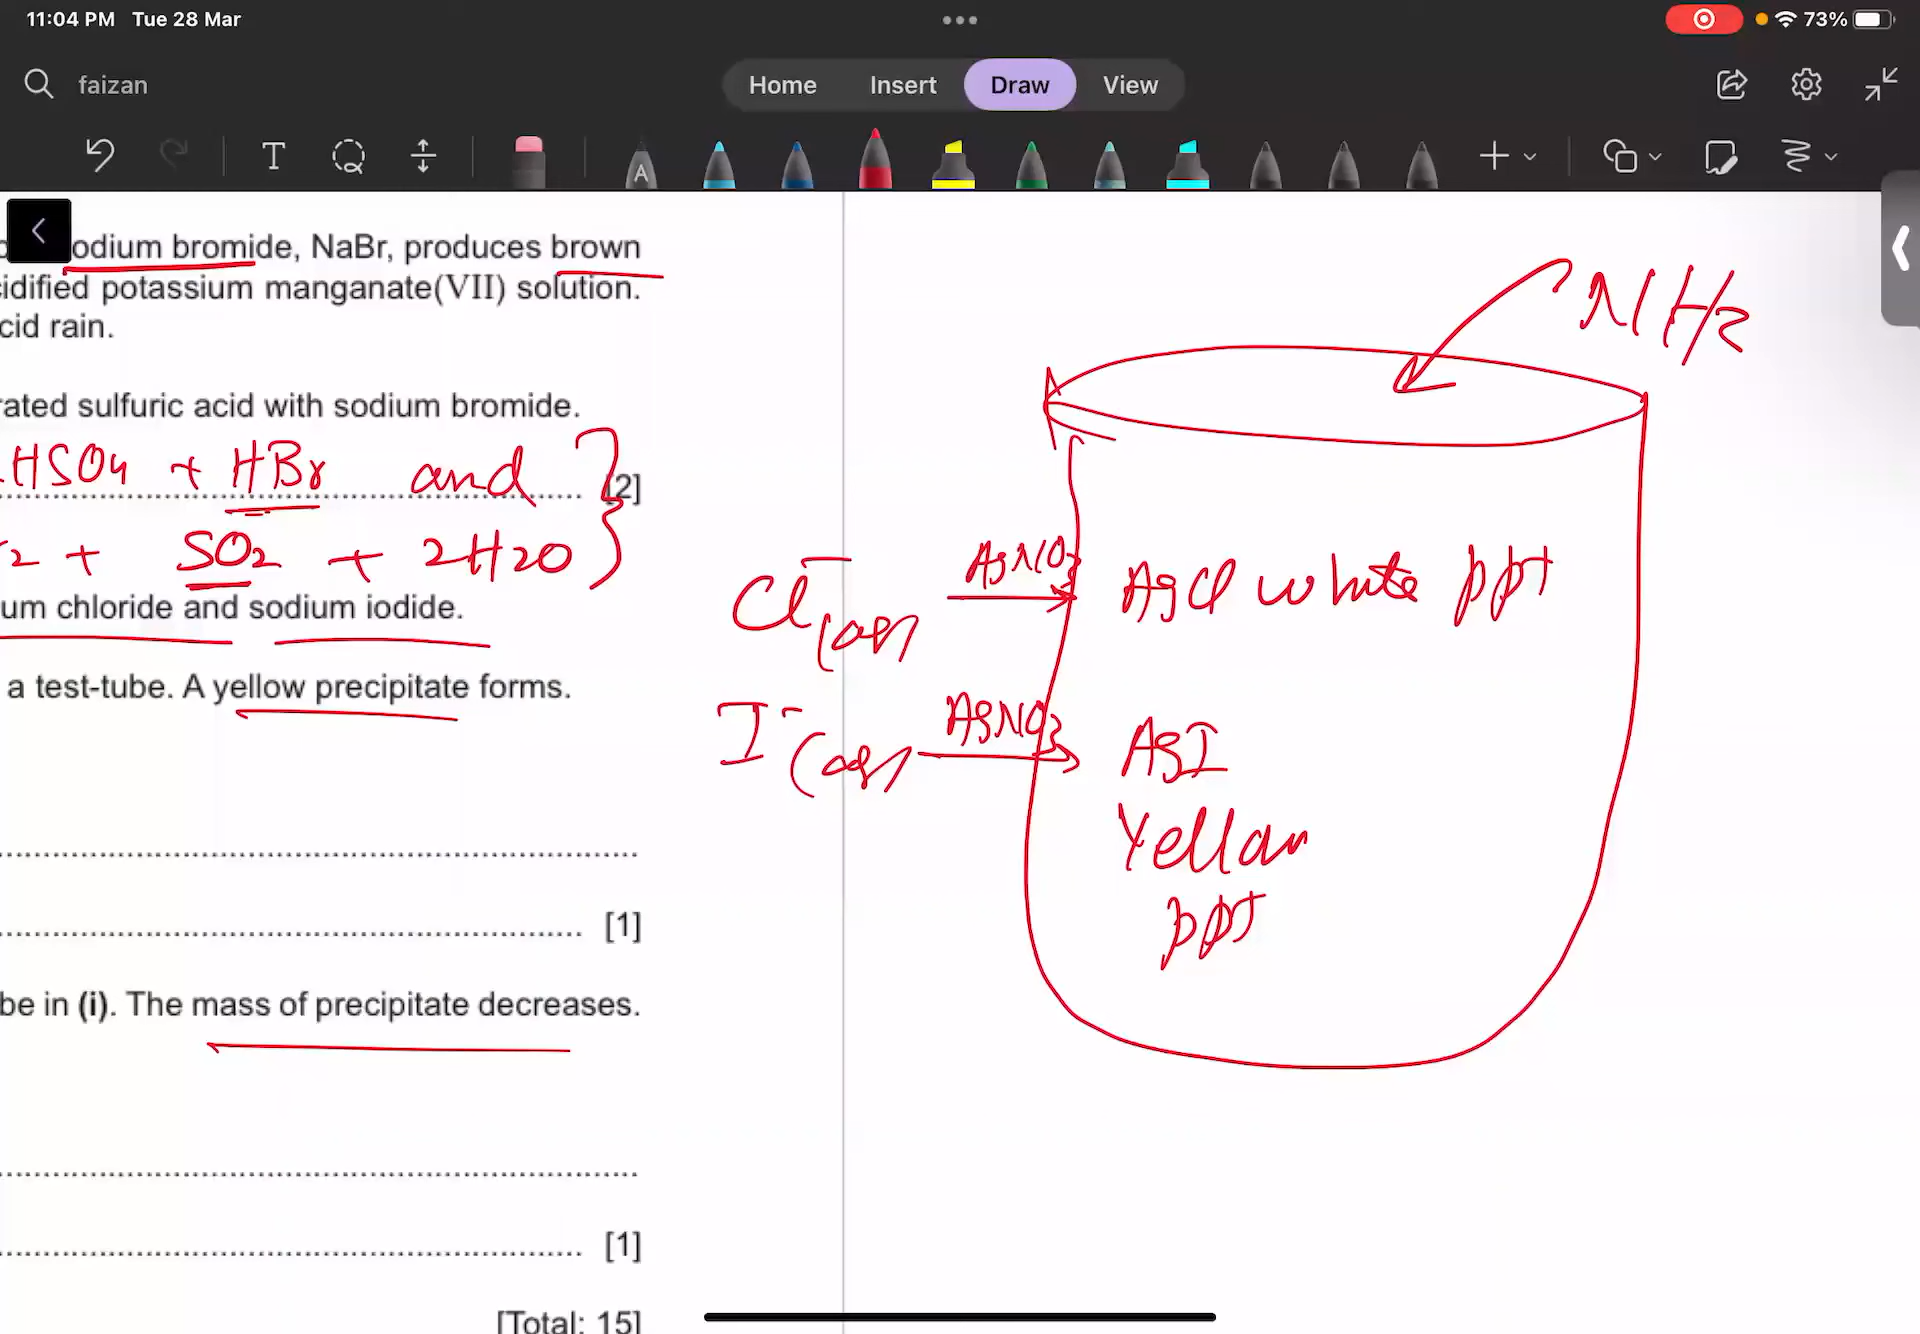 11:04 PM Tue 28 Mar
73%
faizan
Home Insert Draw View
T
A
odium bromide, NaBr, produces brown
cidified potassium manganate(VII) solution.
cid rain.
rated sulfuric acid with sodium bromide.
HSO4 + HBr and
[2]
2 + SO2 + 2H2O
um chloride and sodium iodide.
a test-tube. A yellow precipitate forms.
[1]
be in (i). The mass of precipitate decreases.
[1]
[Total: 15]
NH3
Cl-(aq) AgNO3 AgCl white ppt
I-(aq) AgNO3 AgI
Yellow
ppt